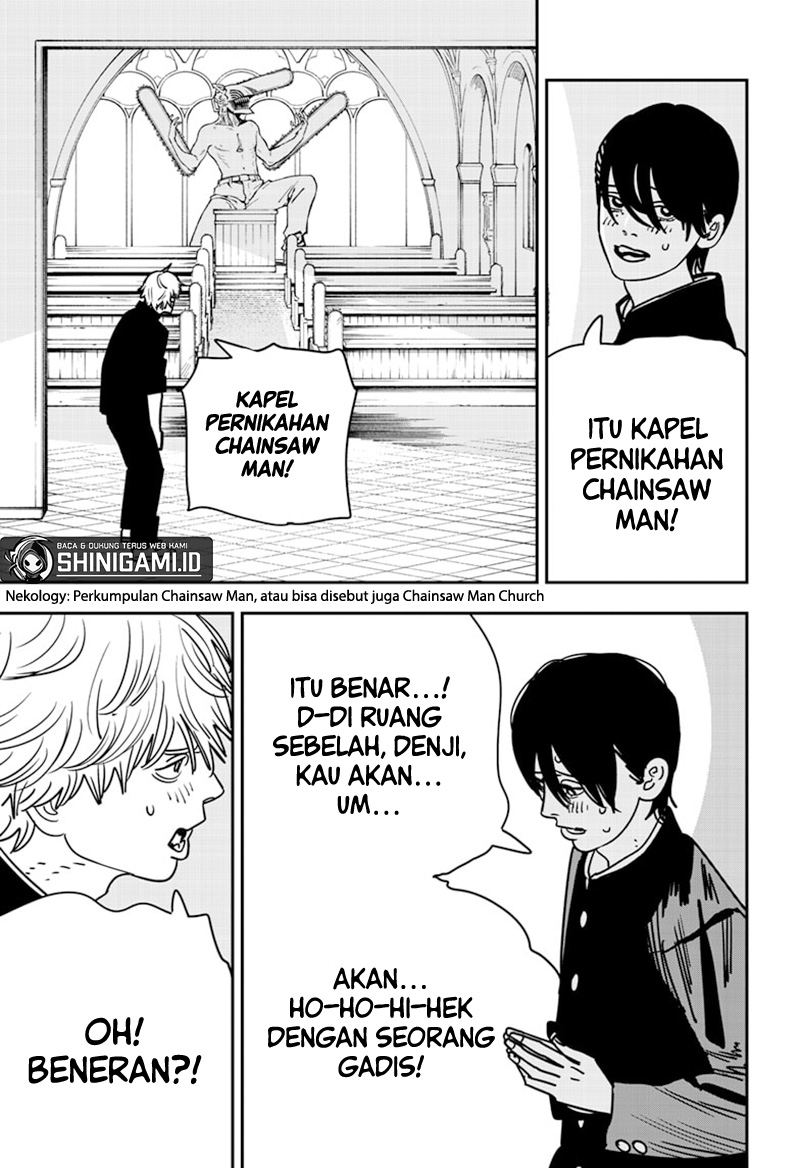 ITU KAPEL
PERNIKAHAN
CHAINSAW
MAN!
KAPEL
PERNIKAHAN
CHAINSAW
MAN!
BACA & DUKUNG TERUS WEB KAMI
SHINIGAMI.ID
Nekology: Perkumpulan Chainsaw Man, atau bisa disebut juga Chainsaw Man Church
ITU BENAR...!
D-DI RUANG
SEBELAH, DENJI,
KAU AKAN...
UM...
AKAN...
HO-HO-HI-HEK
DENGAN SEORANG
GADIS!
OH!
BENERAN?!